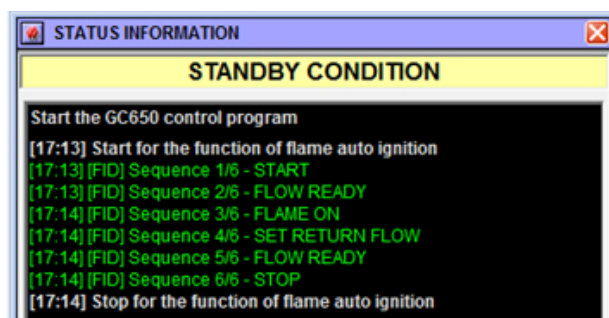 STATUS INFORMATION
STANDBY CONDITION
Start the GC650 control program
[17:13] Start for the function of flame auto ignition
[17:13] [FID] Sequence 1/6 - START
[17:13] [FID] Sequence 2/6 - FLOW READY
[17:14] [FID] Sequence 3/6 - FLAME ON
[17:14] [FID] Sequence 4/6 - SET RETURN FLOW
[17:14] [FID] Sequence 5/6 - FLOW READY
[17:14] [FID] Sequence 6/6 - STOP
[17:14] Stop for the function of flame auto ignition